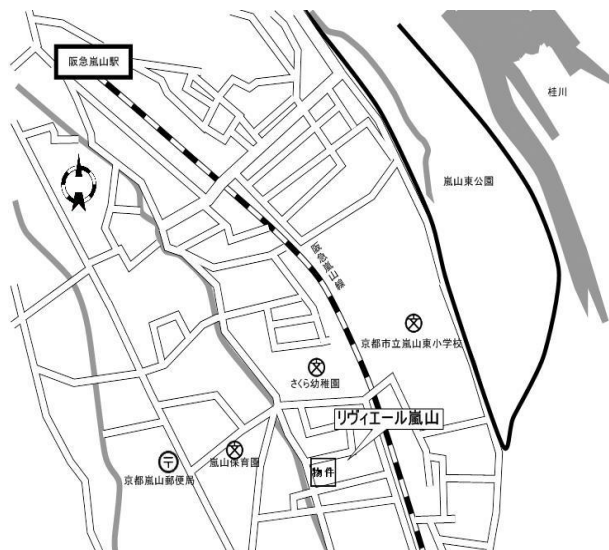 阪急嵐山駅
桂川
嵐山東公園
阪急嵐山線
京都市立嵐山東小学校
さくら幼稚園
リヴィエール嵐山
嵐山保育園
物件
京都嵐山郵便局